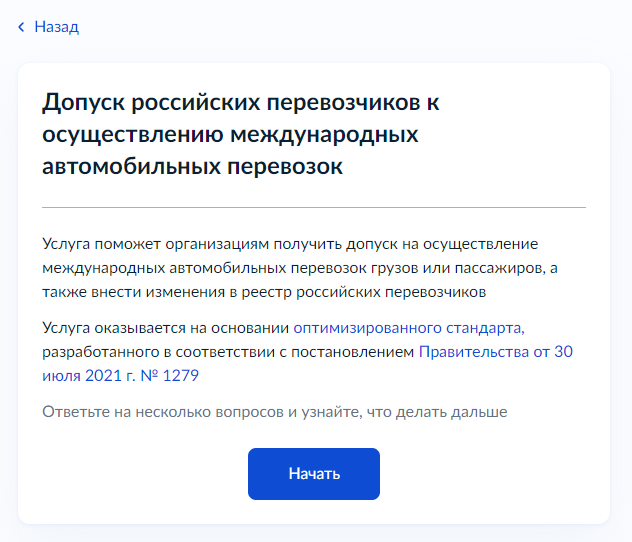 Назад
Допуск российских перевозчиков к
осуществлению международных
автомобильных перевозок
Услуга поможет организациям получить допуск на осуществление
международных автомобильных перевозок грузов или пассажиров, а
также внести изменения в реестр российских перевозчиков
Услуга оказывается на основании оптимизированного стандарта,
разработанного в соответствии с постановлением Правительства от 30
июля 2021 г. № 1279
Ответьте на несколько вопросов и узнайте, что делать дальше
Начать